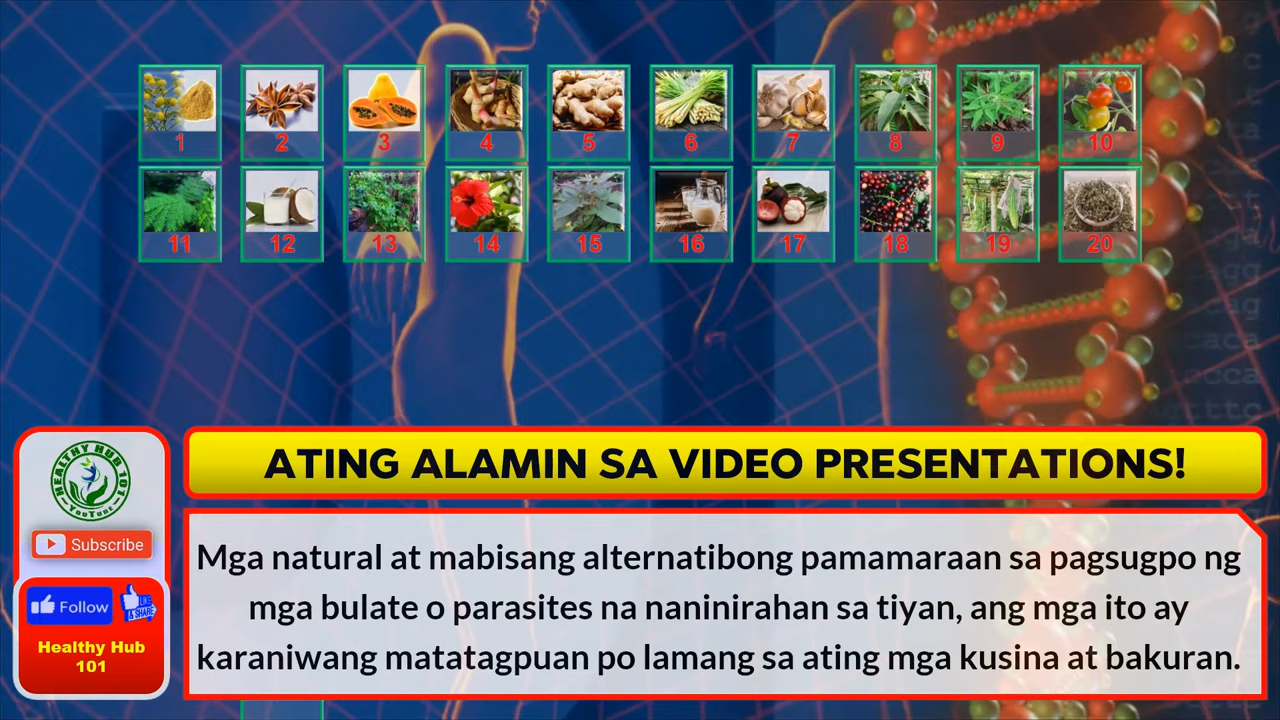 1 2 3 4 5 6 7 8 9 10
11 12 13 14 15 16 17 18 19 20
HEALTHY HUB 101
YouTube
Subscribe
Follow
LIKE
& SHARE
Healthy Hub
101
ATING ALAMIN SA VIDEO PRESENTATIONS!
Mga natural at mabisang alternatibong pamamaraan sa pagsugpo ng
mga bulate o parasites na naninirahan sa tiyan, ang mga ito ay
karaniwang matatagpuan po lamang sa ating mga kusina at bakuran.